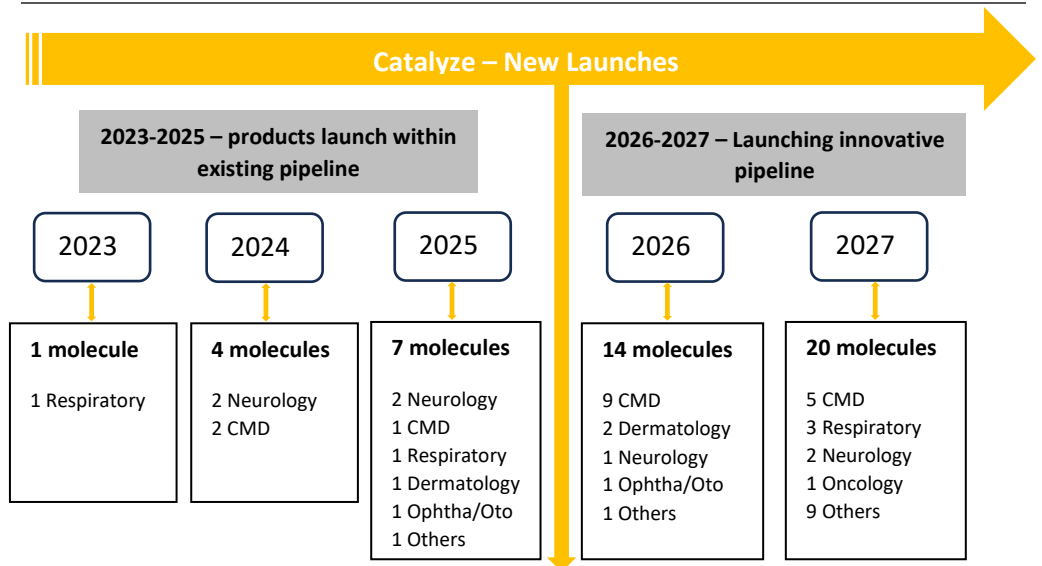 Catalyze – New Launches
2023-2025 – products launch within
existing pipeline
2026-2027 – Launching innovative
pipeline
2023
2024
2025
2026
2027
1 molecule
1 Respiratory
4 molecules
2 Neurology
2 CMD
7 molecules
2 Neurology
1 CMD
1 Respiratory
1 Dermatology
1 Ophtha/Oto
1 Others
14 molecules
9 CMD
2 Dermatology
1 Neurology
1 Ophtha/Oto
1 Others
20 molecules
5 CMD
3 Respiratory
2 Neurology
1 Oncology
9 Others